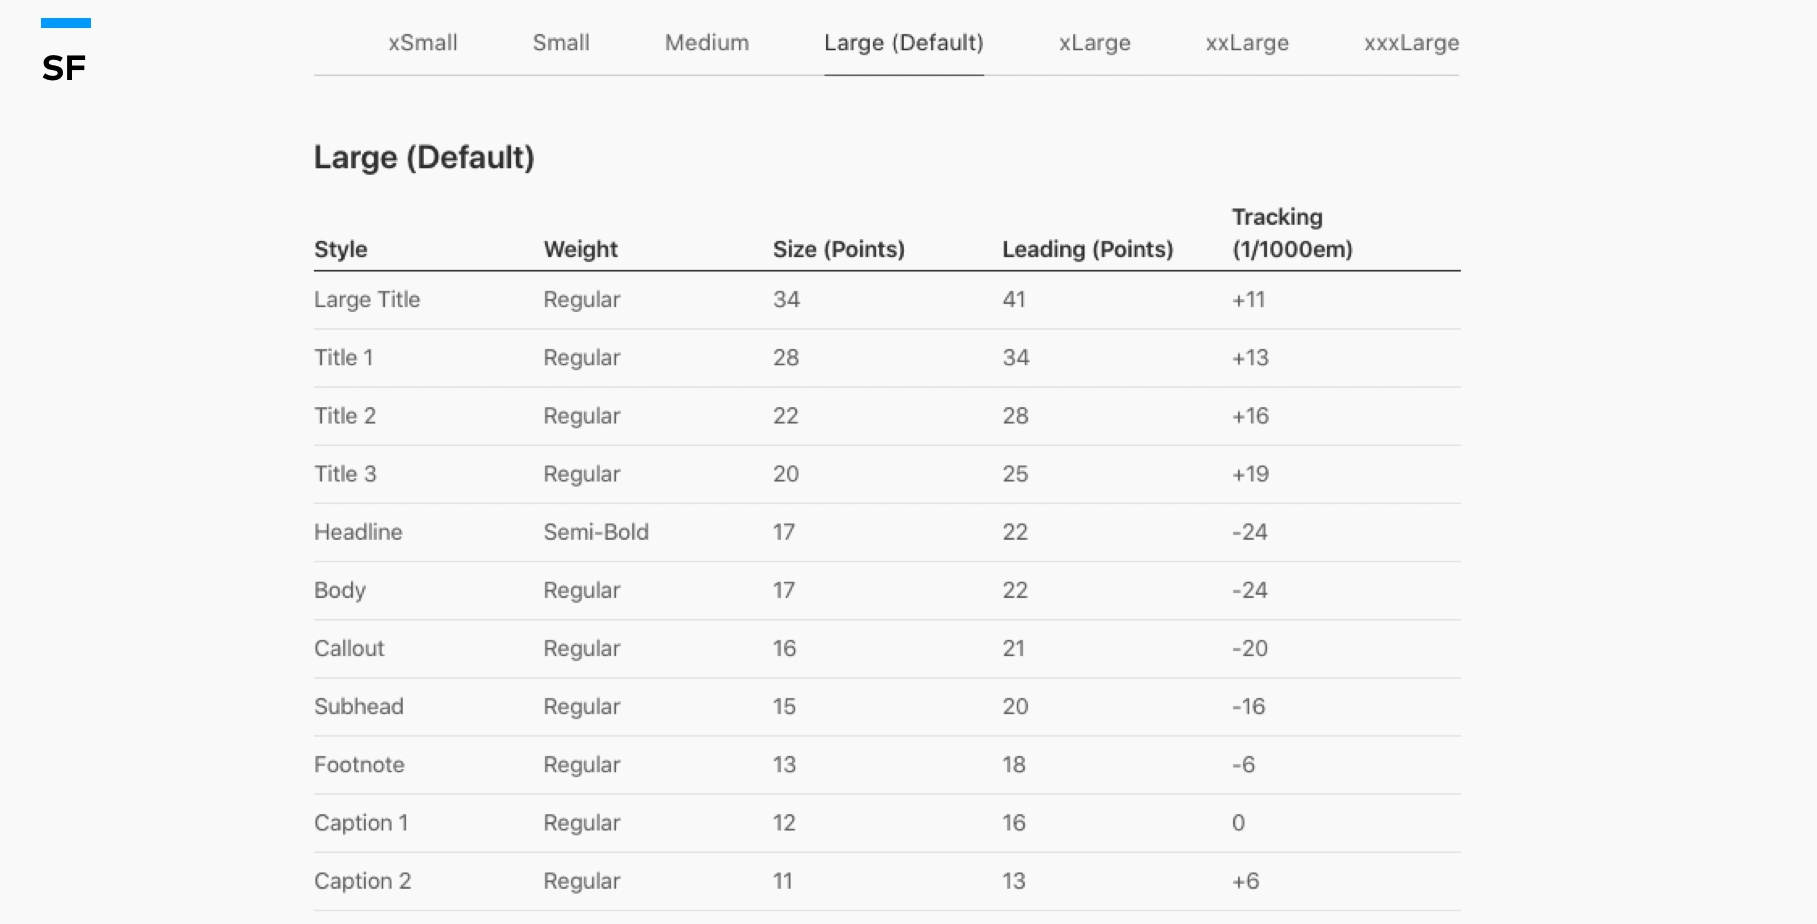 SF
xSmall Small Medium Large (Default) xLarge xxLarge xxxLarge
Large (Default)
Style Weight Size (Points) Leading (Points) Tracking (1/1000em)
Large Title Regular 34 41 +11
Title 1 Regular 28 34 +13
Title 2 Regular 22 28 +16
Title 3 Regular 20 25 +19
Headline Semi-Bold 17 22 -24
Body Regular 17 22 -24
Callout Regular 16 21 -20
Subhead Regular 15 20 -16
Footnote Regular 13 18 -6
Caption 1 Regular 12 16 0
Caption 2 Regular 11 13 +6